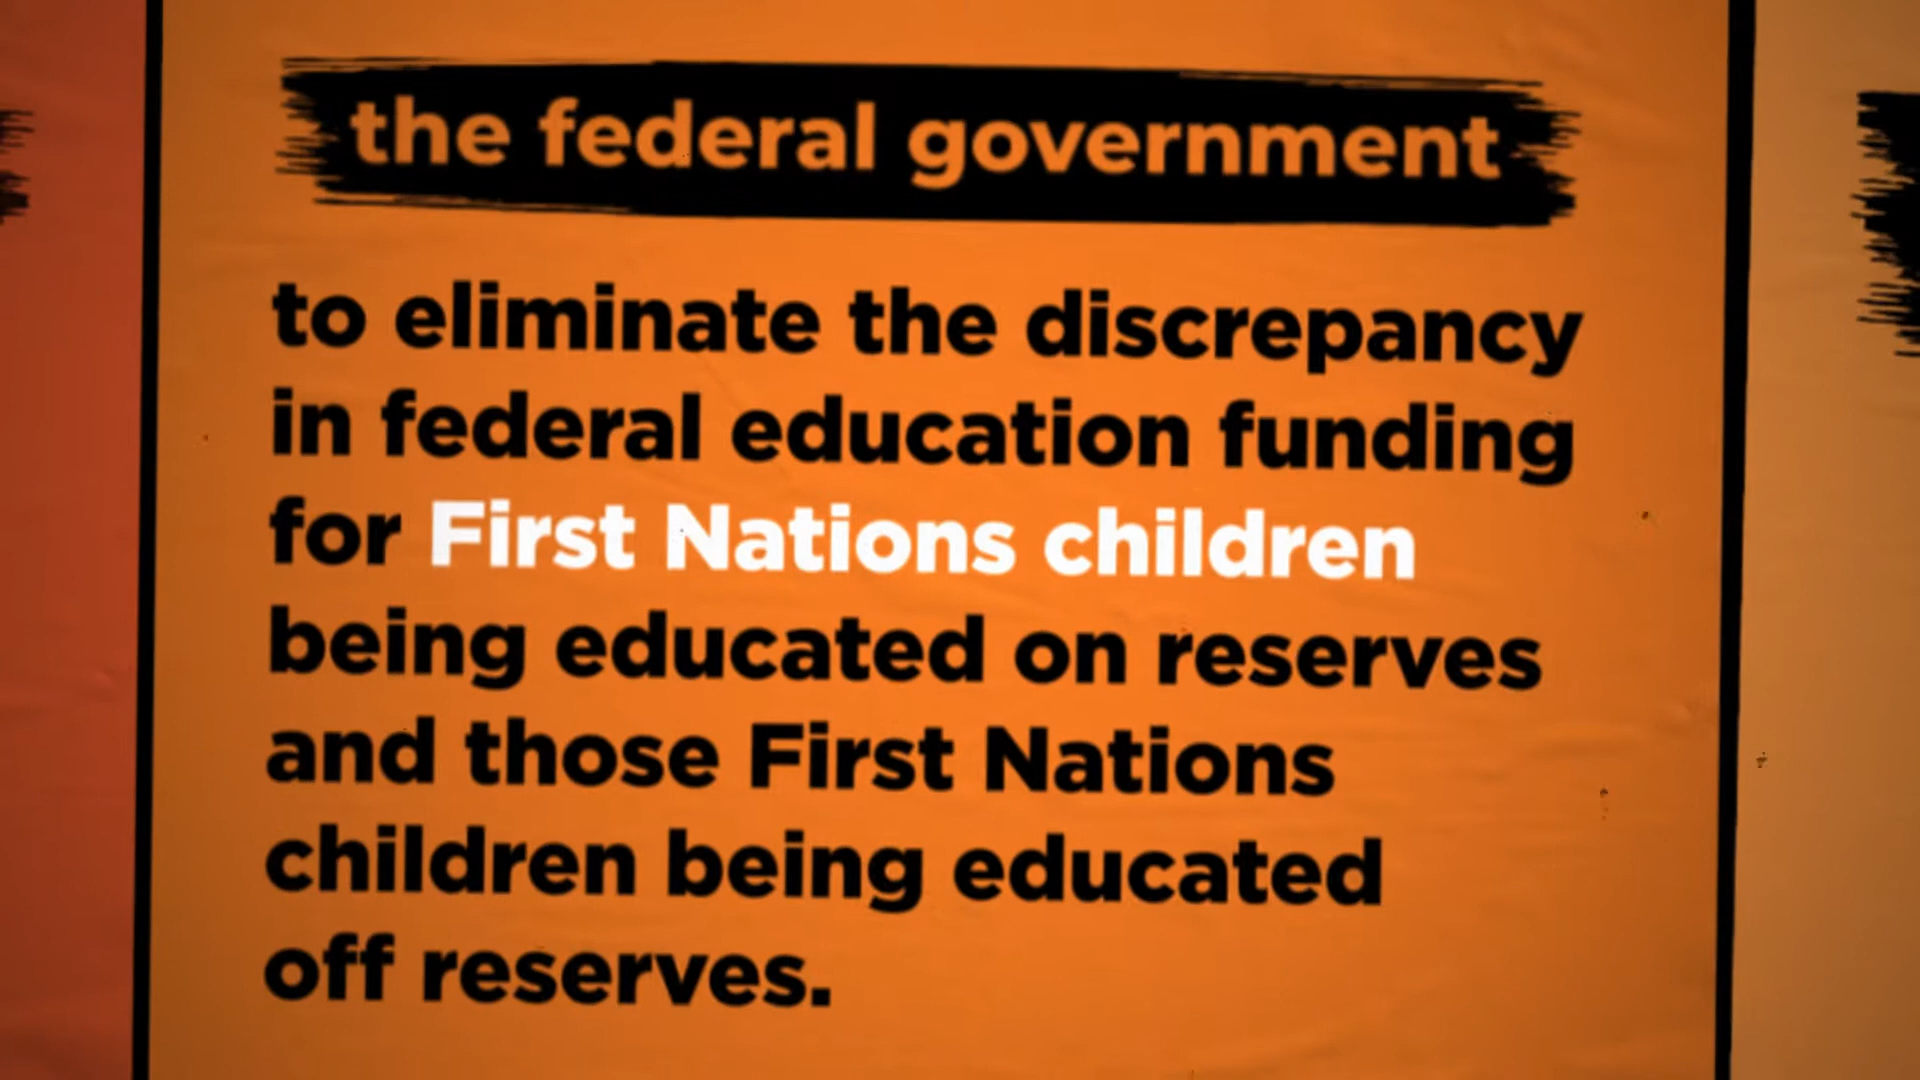 the federal government
to eliminate the discrepancy
in federal education funding
for First Nations children
being educated on reserves
and those First Nations
children being educated
off reserves.